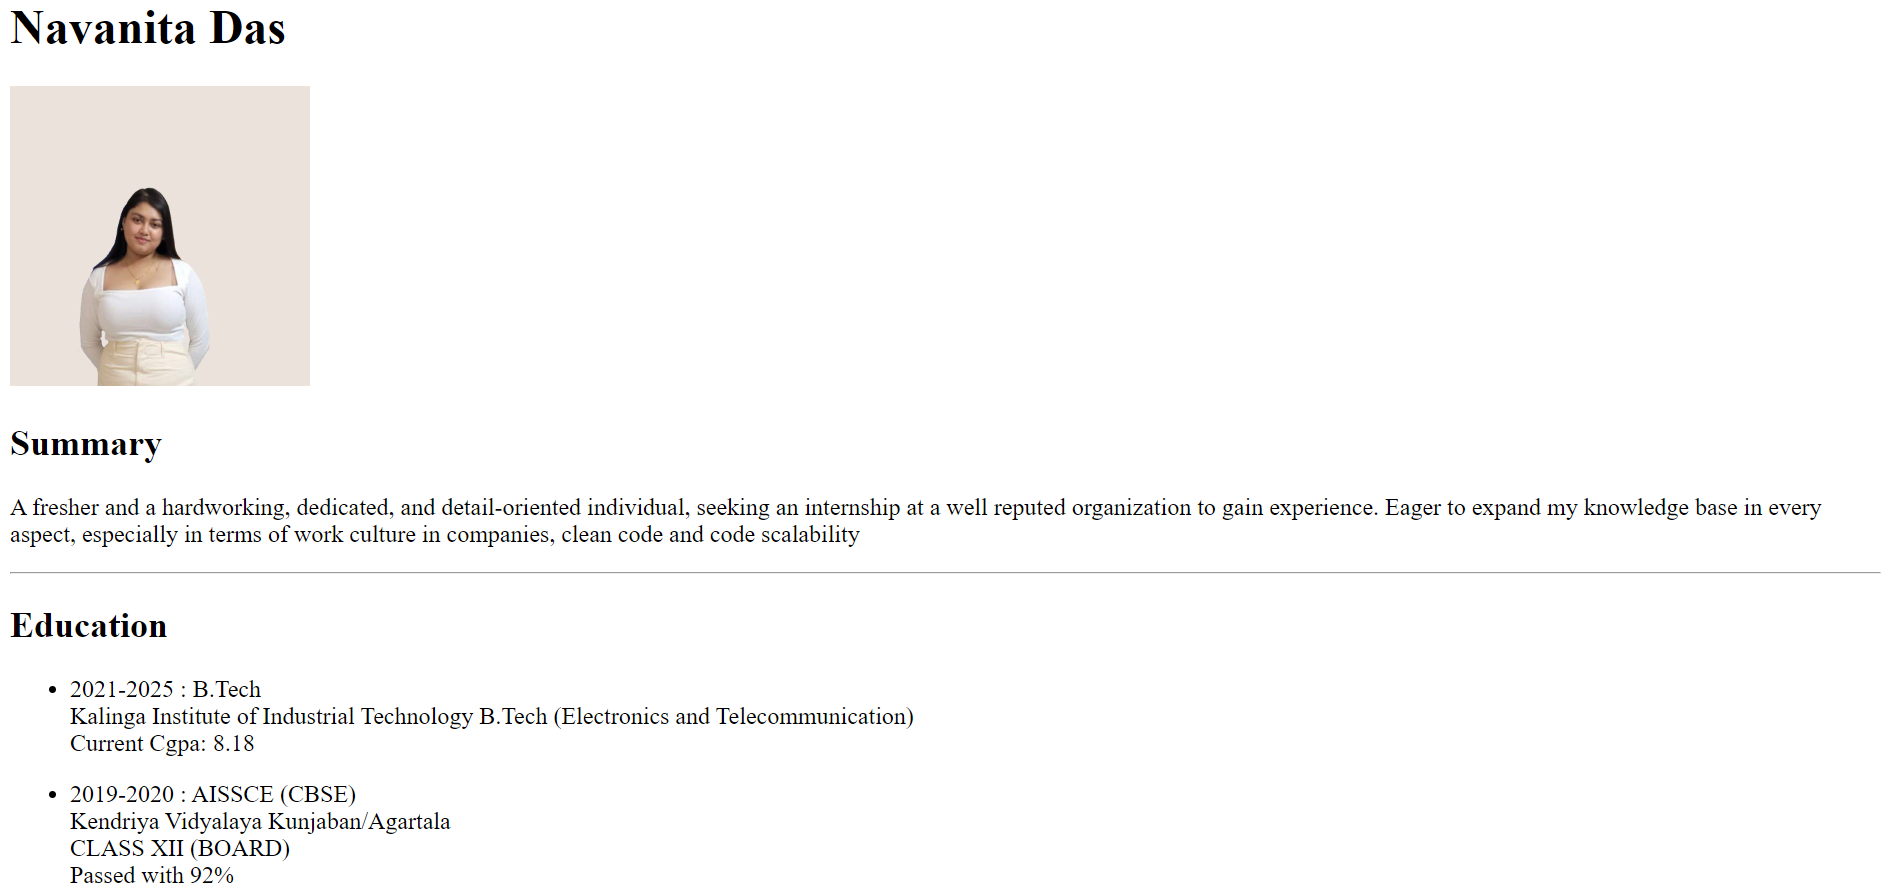 Navanita Das
Summary
A fresher and a hardworking, dedicated, and detail-oriented individual, seeking an internship at a well reputed organization to gain experience. Eager to expand my knowledge base in every
aspect, especially in terms of work culture in companies, clean code and code scalability
Education
2021-2025 : B.Tech
Kalinga Institute of Industrial Technology B.Tech (Electronics and Telecommunication)
Current Cgpa: 8.18
2019-2020 : AISSCE (CBSE)
Kendriya Vidyalaya Kunjaban/Agartala
CLASS XII (BOARD)
Passed with 92%